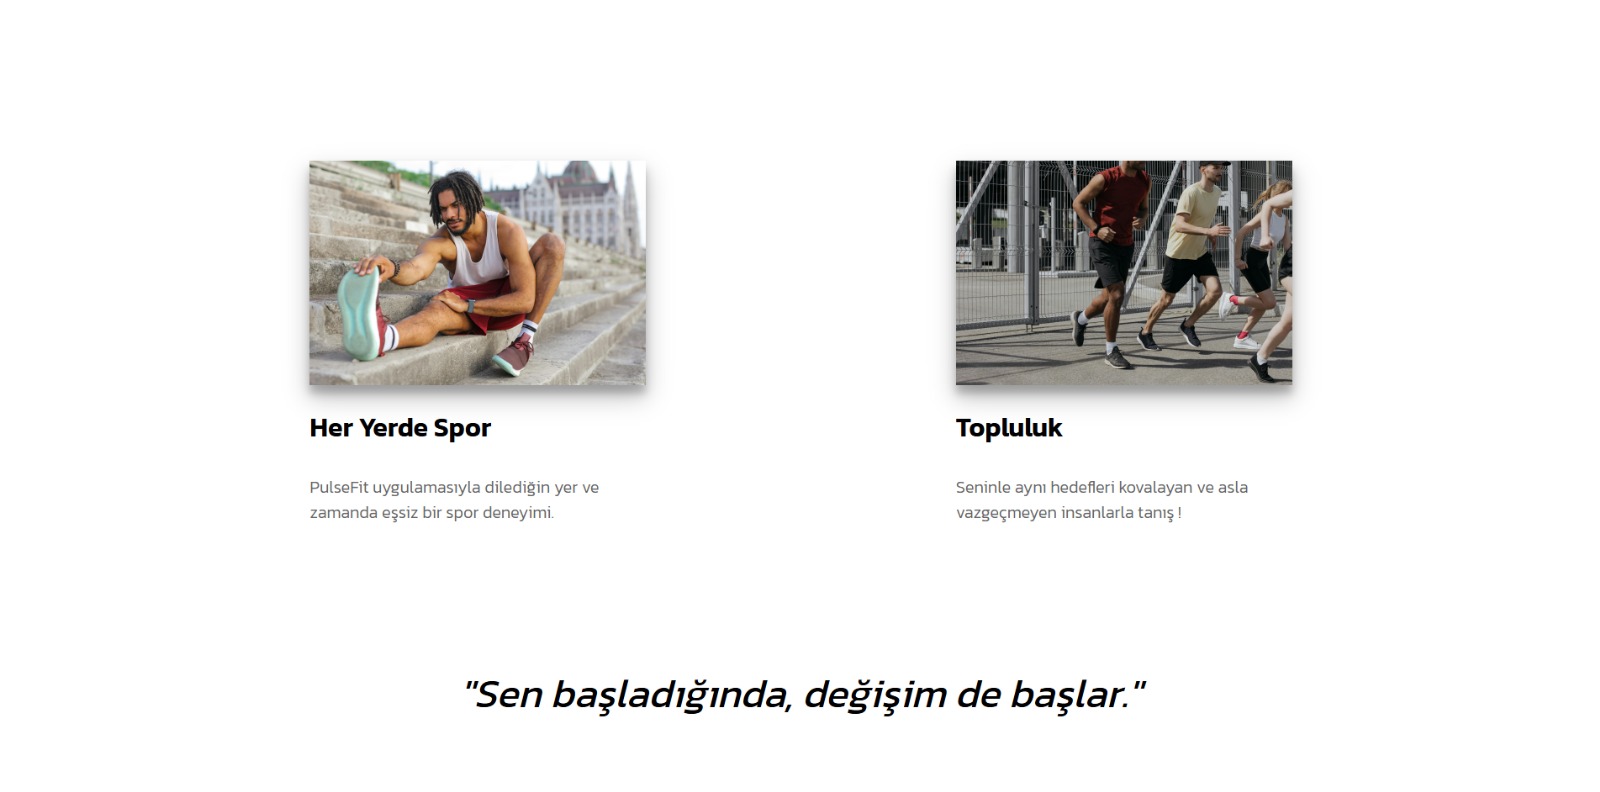 Her Yerde Spor
PulseFit uygulamasıyla dilediğin yer ve
zamanda eşsiz bir spor deneyimi.
Topluluk
Seninle aynı hedefleri kovalayan ve asla
vazgeçmeyen insanlarla tanış !
"Sen başladığında, değişim de başlar."